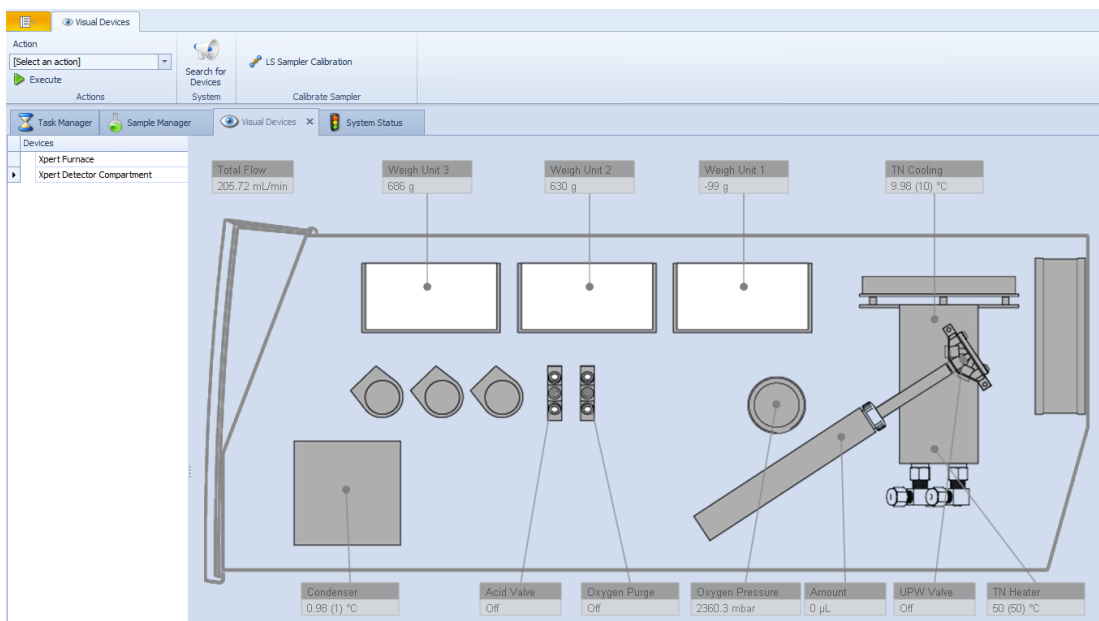 Visual Devices
Action
[Select an action]
Execute
Actions
Search for
Devices
System
LS Sampler Calibration
Calibrate Sampler
Task Manager
Sample Manager
Visual Devices
System Status
Devices
Xpert Furnace
Xpert Detector Compartment
Total Flow
205.72 mL/min
Weigh Unit 3
686 g
Weigh Unit 2
630 g
Weigh Unit 1
-99 g
TN Cooling
9.98 (10) °C
Condenser
0.98 (1) °C
Acid Valve
Off
Oxygen Purge
Off
Oxygen Pressure
2360.3 mbar
Amount
0 µL
UPW Valve
Off
TN Heater
50 (50) °C